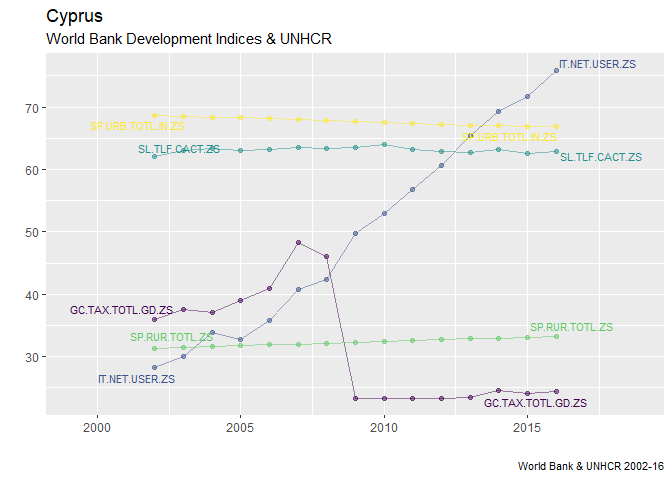 Cyprus
World Bank Development Indices & UNHCR
IT.NET.USER.ZS
70
SP.URB.TOTL.IN.ZS
SP.URB.TOTL.IN.ZS
SL.TLF.CACT.ZS
SL.TLF.CACT.ZS
60
50
40
GC.TAX.TOTL.GD.ZS
SP.RUR.TOTL.ZS
SP.RUR.TOTL.ZS
30
IT.NET.USER.ZS
GC.TAX.TOTL.GD.ZS
2000 2005 2010 2015
World Bank & UNHCR 2002-16